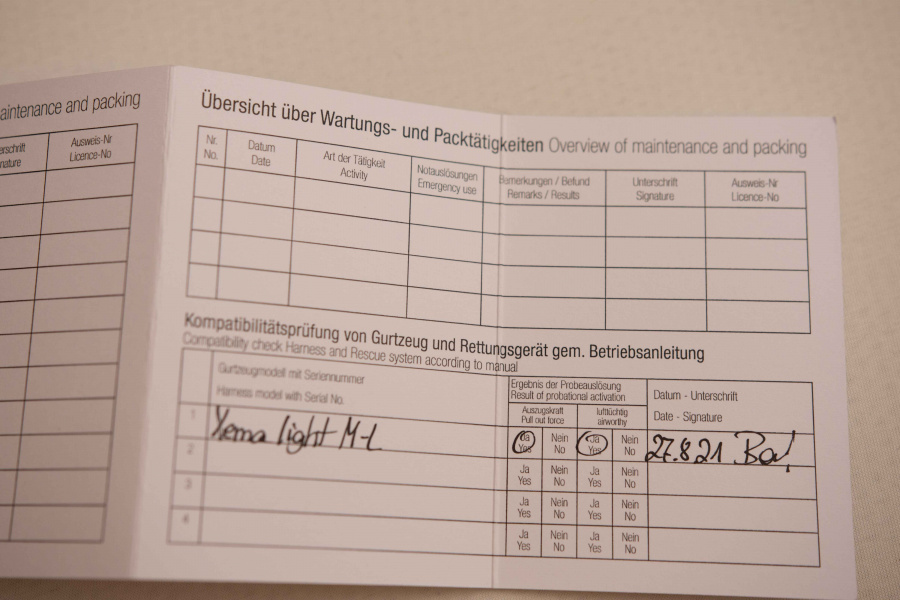 aintenance and packing
erschrift
nature
Ausweis-Nr
Licence-No
Übersicht über Wartungs- und Packtätigkeiten Overview of maintenance and packing
Nr.
No.
Datum
Date
Art der Tätigkeit
Activity
Notauslösungen
Emergency use
Bemerkungen / Befund
Remarks / Results
Unterschrift
Signature
Ausweis-Nr
Licence-No
Kompatibilitätsprüfung von Gurtzeug und Rettungsgerät gem. Betriebsanleitung
Compatibility check Harness and Rescue system according to manual
Gurtzeugmodell mit Seriennummer
Harness model with Serial No.
Ergebnis der Probeauslösung
Result of probational activation
Auszugskraft
Pull out force
lufttüchtig
airworthy
Datum - Unterschrift
Date - Signature
1
Yema light M-L
Ja
Yes
Nein
No
Ja
Yes
Nein
No
27.8.21
2
Ja
Yes
Nein
No
Ja
Yes
Nein
No
3
Ja
Yes
Nein
No
Ja
Yes
Nein
No
4
Ja
Yes
Nein
No
Ja
Yes
Nein
No